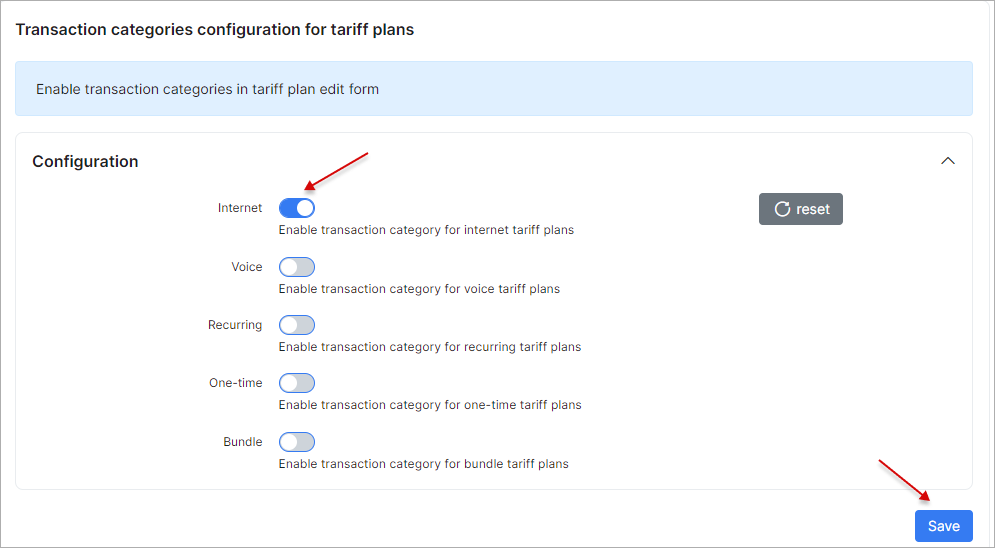 Transaction categories configuration for tariff plans
Enable transaction categories in tariff plan edit form
Configuration
Internet
reset
Enable transaction category for internet tariff plans
Voice
Enable transaction category for voice tariff plans
Recurring
Enable transaction category for recurring tariff plans
One-time
Enable transaction category for one-time tariff plans
Bundle
Enable transaction category for bundle tariff plans
Save